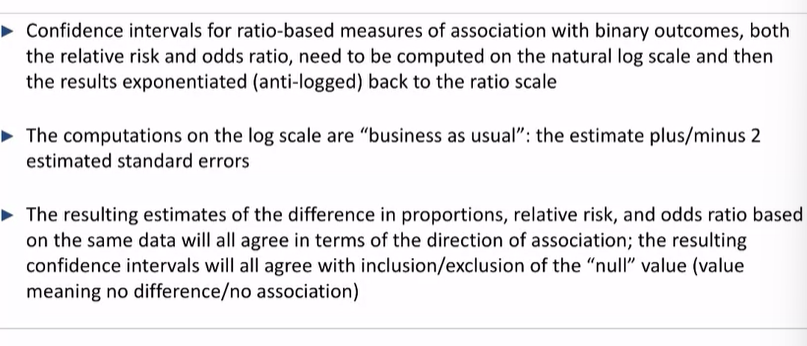 ► Confidence intervals for ratio-based measures of association with binary outcomes, both
the relative risk and odds ratio, need to be computed on the natural log scale and then
the results exponentiated (anti-logged) back to the ratio scale
► The computations on the log scale are “business as usual”: the estimate plus/minus 2
estimated standard errors
► The resulting estimates of the difference in proportions, relative risk, and odds ratio based
on the same data will all agree in terms of the direction of association; the resulting
confidence intervals will all agree with inclusion/exclusion of the “null” value (value
meaning no difference/no association)